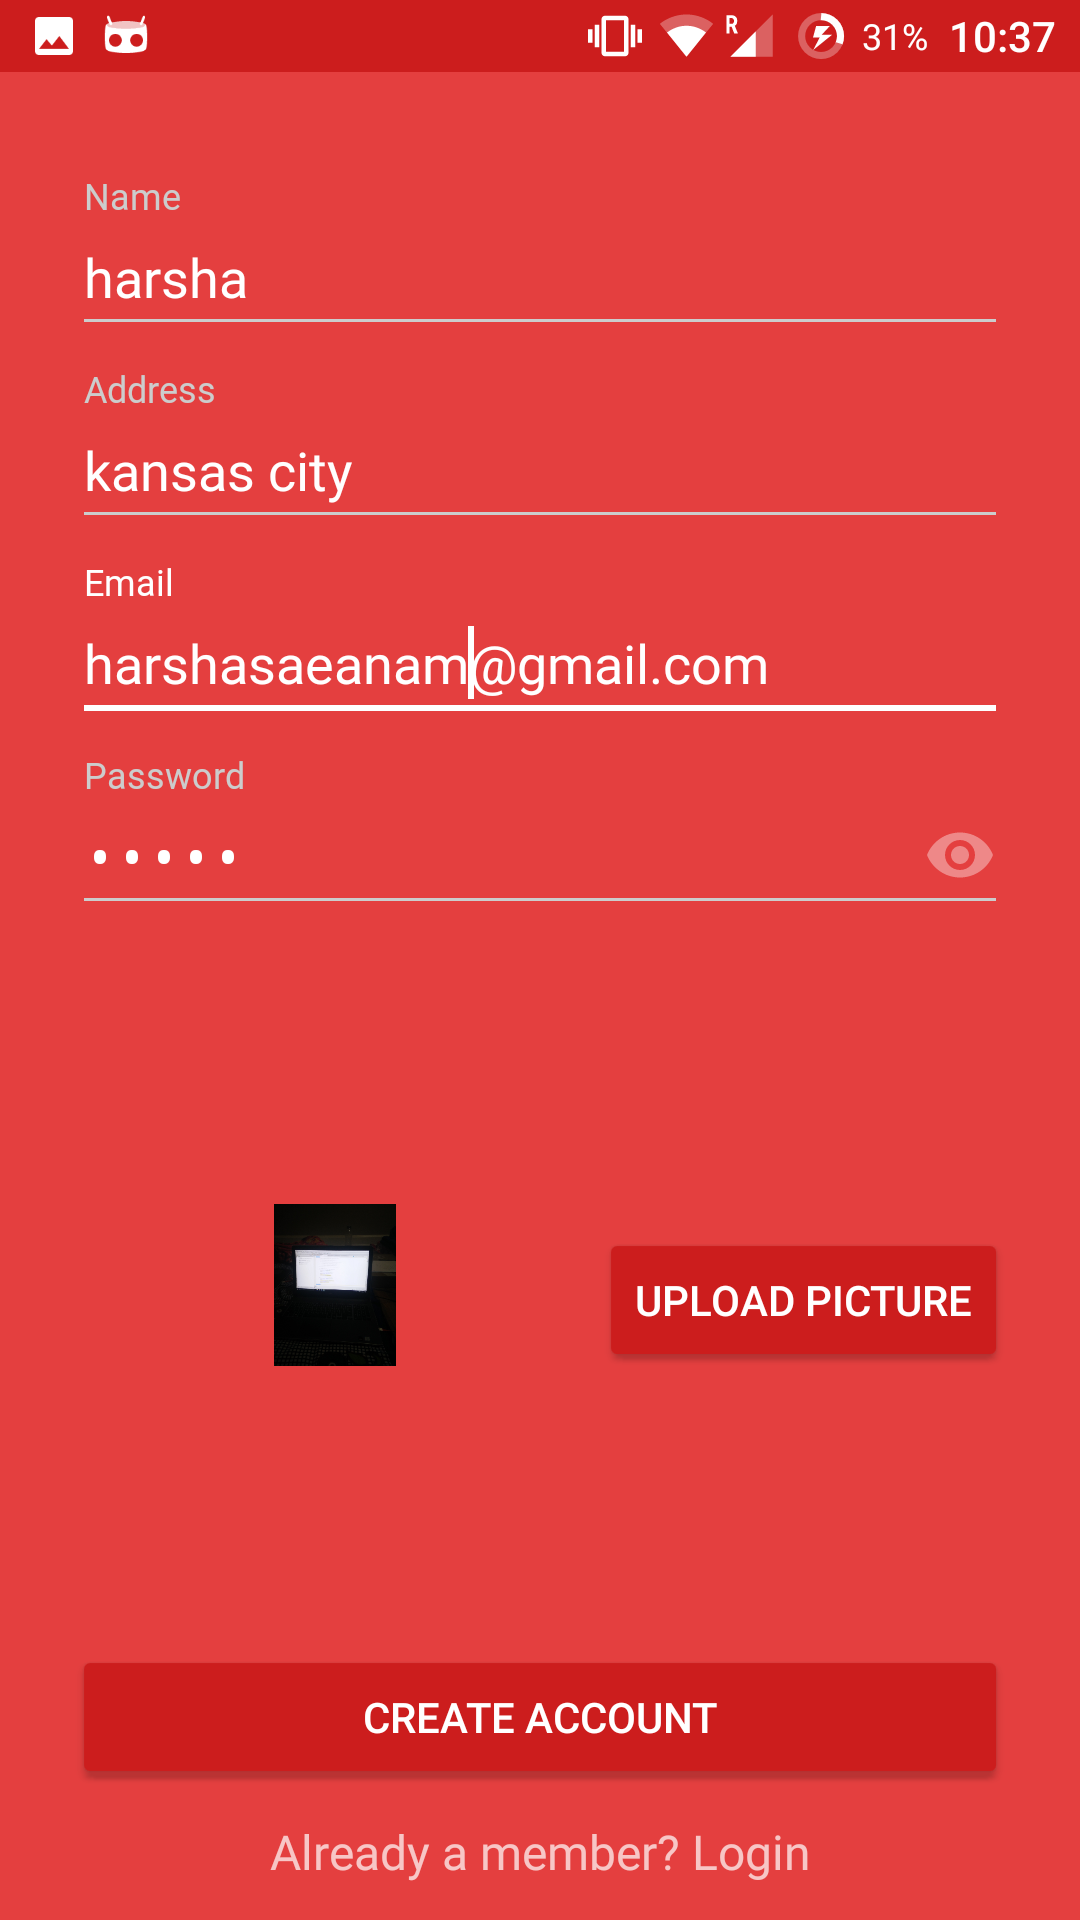 R 31% 10:37
Name
harsha
Address
kansas city
Email
harshasaeanam@gmail.com
Password
•••••
UPLOAD PICTURE
CREATE ACCOUNT
Already a member? Login